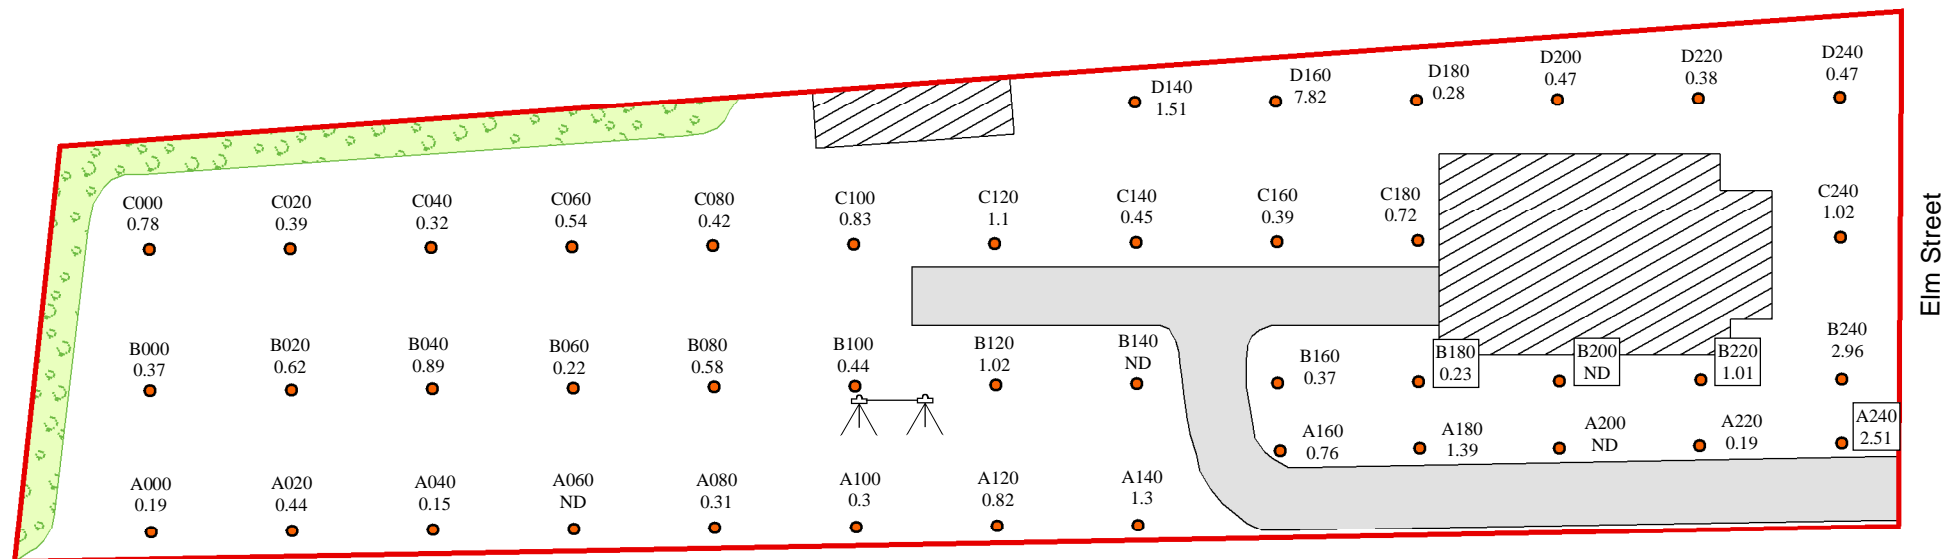 D140
1.51
D160
7.82
D180
0.28
D200
0.47
D220
0.38
D240
0.47
C000
0.78
C020
0.39
C040
0.32
C060
0.54
C080
0.42
C100
0.83
C120
1.1
C140
0.45
C160
0.39
C180
0.72
C240
1.02
Elm Street
B000
0.37
B020
0.62
B040
0.89
B060
0.22
B080
0.58
B100
0.44
B120
1.02
B140
ND
B160
0.37
B180
0.23
B200
ND
B220
1.01
B240
2.96
A000
0.19
A020
0.44
A040
0.15
A060
ND
A080
0.31
A100
0.3
A120
0.82
A140
1.3
A160
0.76
A180
1.39
A200
ND
A220
0.19
A240
2.51